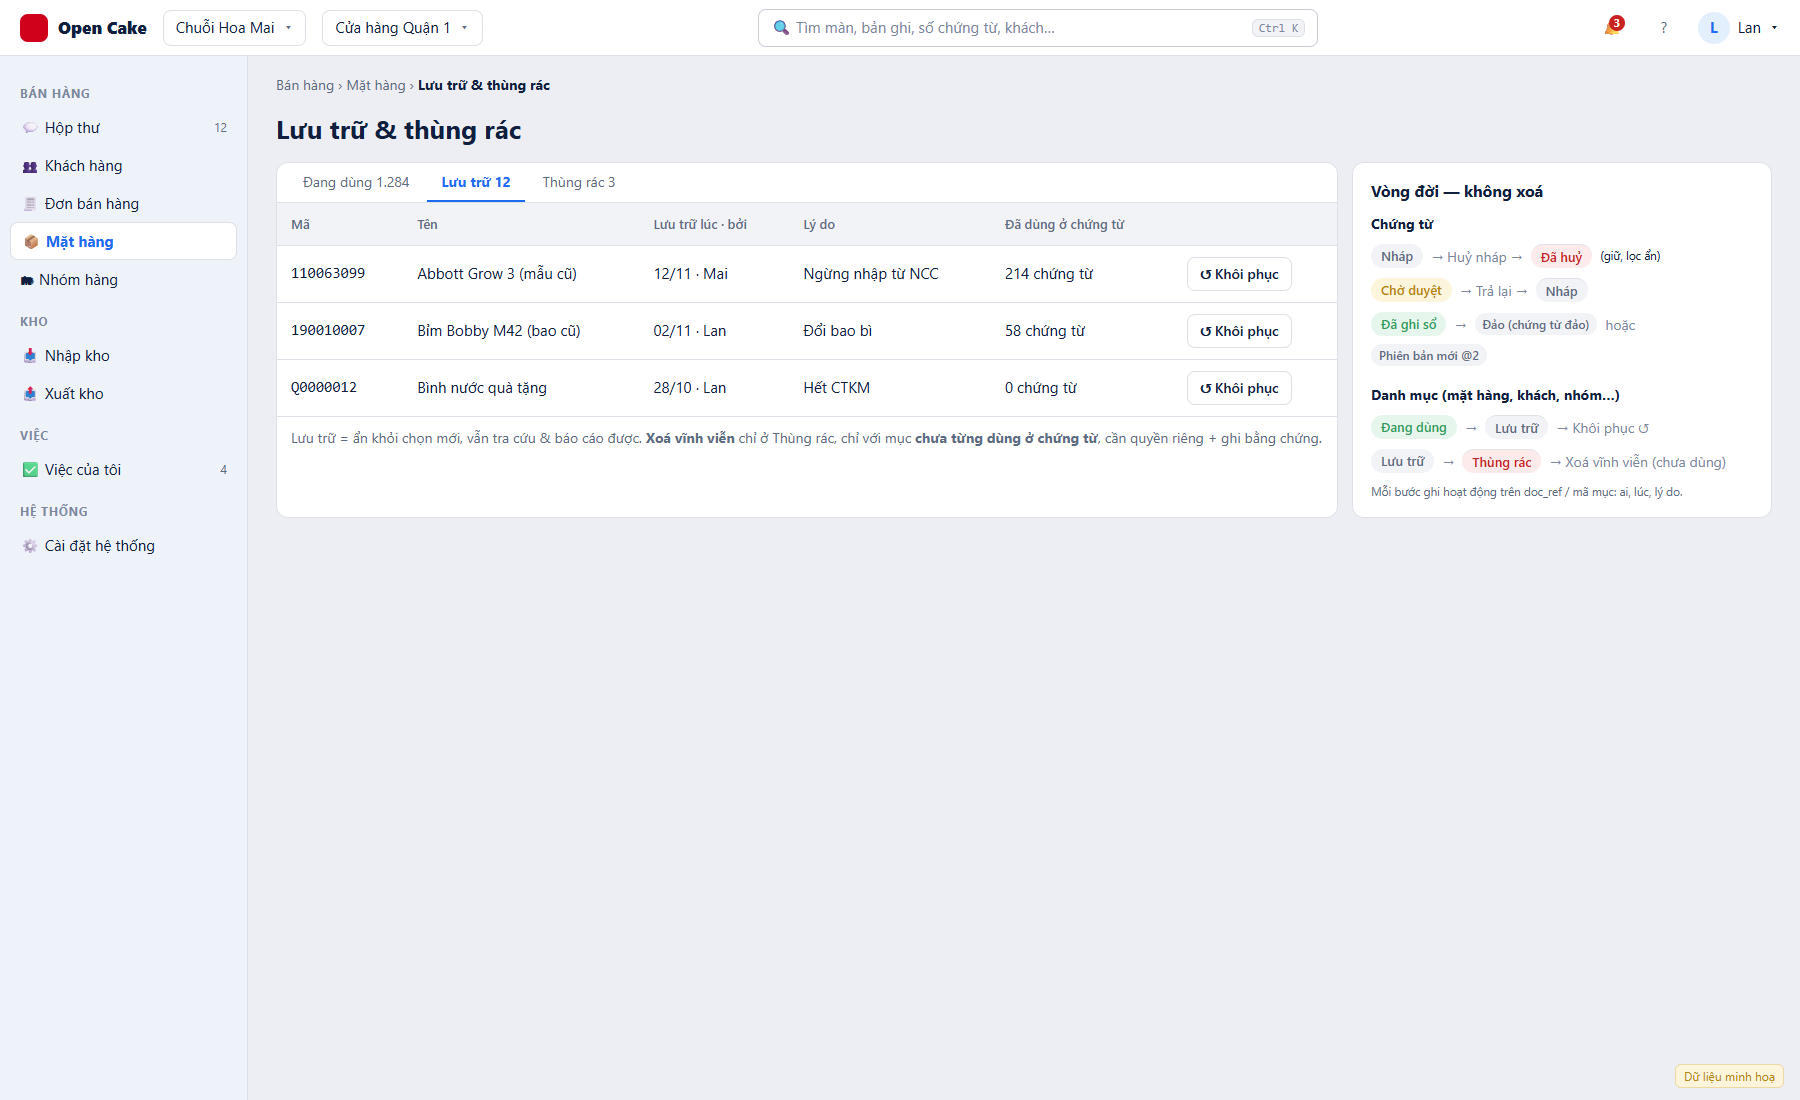 Open Cake
Chuỗi Hoa Mai
Cửa hàng Quận 1
Tìm màn, bản ghi, số chứng từ, khách...
Ctrl K
3
?
L
Lan
BÁN HÀNG
Hộp thư 12
Khách hàng
Đơn bán hàng
Mặt hàng
Nhóm hàng
KHO
Nhập kho
Xuất kho
VIỆC
Việc của tôi 4
HỆ THỐNG
Cài đặt hệ thống
Bán hàng › Mặt hàng › Lưu trữ & thùng rác
Lưu trữ & thùng rác
Đang dùng 1.284 Lưu trữ 12 Thùng rác 3
Mã Tên Lưu trữ lúc · bởi Lý do Đã dùng ở chứng từ
110063099 Abbott Grow 3 (mẫu cũ) 12/11 · Mai Ngừng nhập từ NCC 214 chứng từ ↺ Khôi phục
190010007 Bỉm Bobby M42 (bao cũ) 02/11 · Lan Đổi bao bì 58 chứng từ ↺ Khôi phục
Q0000012 Bình nước quà tặng 28/10 · Lan Hết CTKM 0 chứng từ ↺ Khôi phục
Lưu trữ = ẩn khỏi chọn mới, vẫn tra cứu & báo cáo được. Xoá vĩnh viễn chỉ ở Thùng rác, chỉ với mục chưa từng dùng ở chứng từ, cần quyền riêng + ghi bằng chứng.
Vòng đời — không xoá
Chứng từ
Nháp → Huỷ nháp → Đã huỷ (giữ, lọc ẩn)
Chờ duyệt → Trả lại → Nháp
Đã ghi sổ → Đảo (chứng từ đảo) hoặc
Phiên bản mới @2
Danh mục (mặt hàng, khách, nhóm...)
Đang dùng → Lưu trữ → Khôi phục ↺
Lưu trữ → Thùng rác → Xoá vĩnh viễn (chưa dùng)
Mỗi bước ghi hoạt động trên doc_ref / mã mục: ai, lúc, lý do.
Dữ liệu minh hoạ